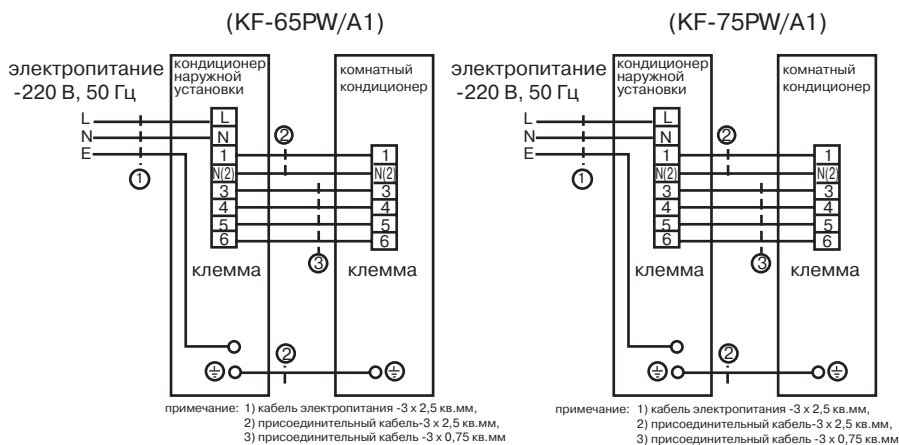 (KF-65PW/A1)
электропитание
-220 В, 50 Гц
кондиционер
наружной
установки
комнатный
кондиционер
L
N
E
L
N
1
N(2)
3
4
5
6
1
N(2)
3
4
5
6
1
2
3
2
клемма
клемма
примечание: 1) кабель электропитания -3 х 2,5 кв.мм,
2) присоединительный кабель-3 х 2,5 кв.мм,
3) присоединительный кабель -3 х 0,75 кв.мм
(KF-75PW/A1)
электропитание
-220 В, 50 Гц
кондиционер
наружной
установки
комнатный
кондиционер
L
N
E
L
N
1
N(2)
3
4
5
6
1
N(2)
3
4
5
6
1
2
3
2
клемма
клемма
примечание: 1) кабель электропитания -3 х 2,5 кв.мм,
2) присоединительный кабель-3 х 2,5 кв.мм,
3) присоединительный кабель -3 х 0,75 кв.мм